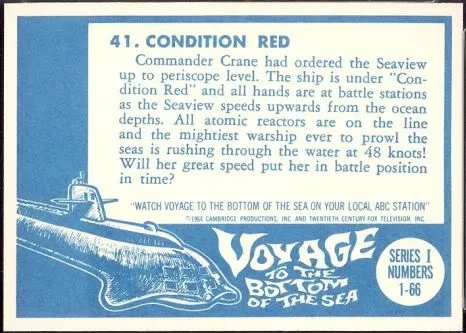 41. CONDITION RED
Commander Crane had ordered the Seaview
up to periscope level. The ship is under "Con-
dition Red" and all hands are at battle stations
as the Seaview speeds upwards from the ocean
depths. All atomic reactors are on the line
and the mightiest warship ever to prowl the
seas is rushing through the water at 48 knots!
Will her great speed put her in battle position
in time?
"WATCH VOYAGE TO THE BOTTOM OF THE SEA ON YOUR LOCAL ABC STATION"
©1964 CAMBRIDGE PRODUCTIONS, INC. AND TWENTIETH CENTURY-FOX TELEVISION, INC.
VOYAGE
TO THE
BOTTOM
OF THE SEA
SERIES I
NUMBERS
1-66